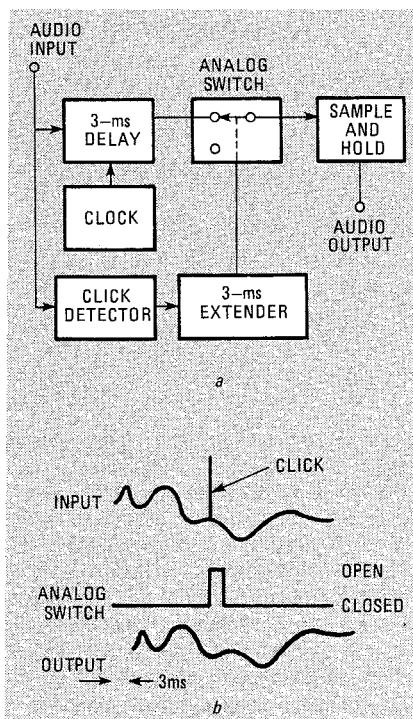 AUDIO
INPUT
ANALOG
SWITCH
3–ms
DELAY
SAMPLE
AND
HOLD
CLOCK
AUDIO
OUTPUT
CLICK
DETECTOR
3–ms
EXTENDER
a
CLICK
INPUT
OPEN
ANALOG
SWITCH
CLOSED
OUTPUT
3ms
b